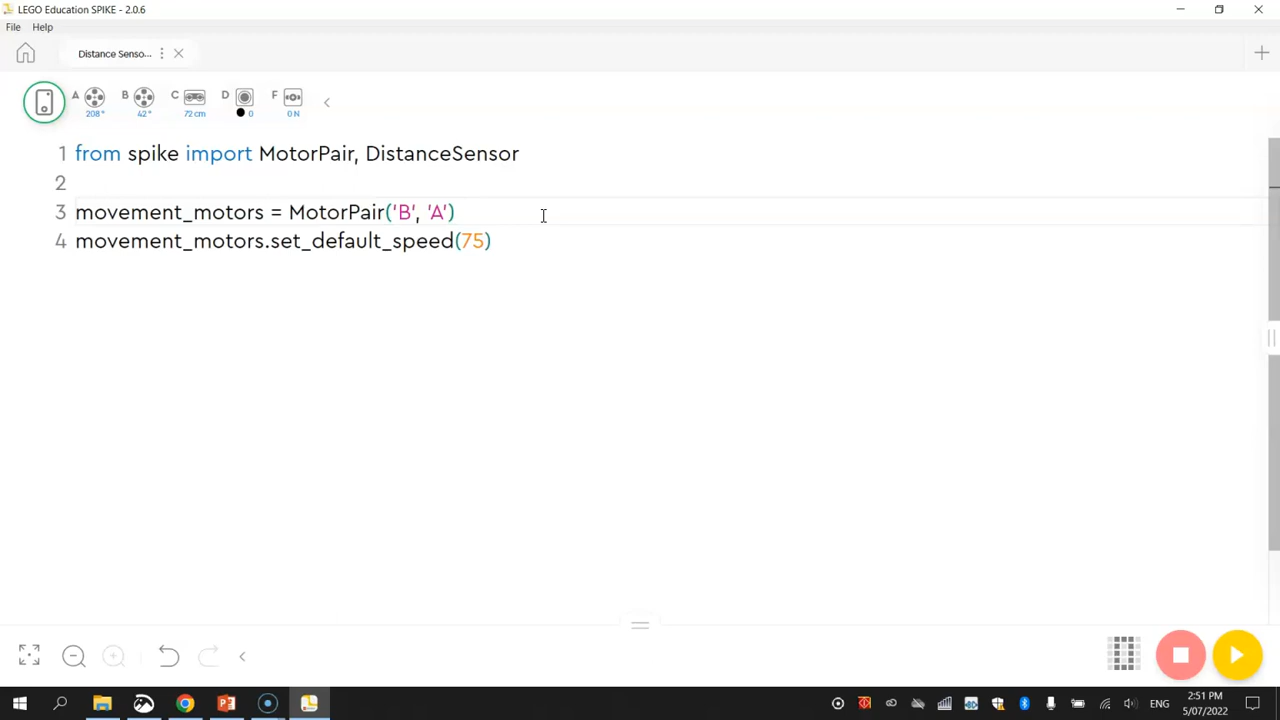 LEGO Education SPIKE - 2.0.6
File Help
Distance Senso...
A B C D F
208° 42° 72 cm 0 0 N
1 from spike import MotorPair, DistanceSensor
2
3 movement_motors = MotorPair('B', 'A')
4 movement_motors.set_default_speed(75)
2:51 PM
ENG
5/07/2022